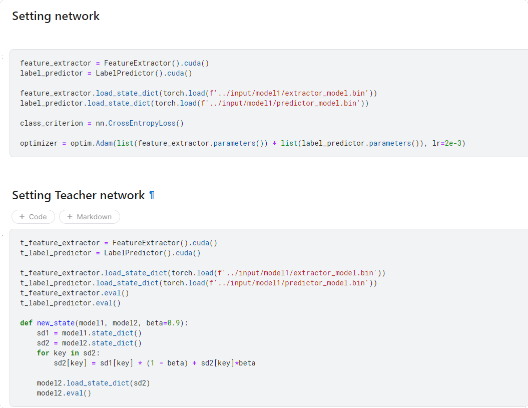 Setting network
feature_extractor = FeatureExtractor().cuda()
label_predictor = LabelPredictor().cuda()
feature_extractor.load_state_dict(torch.load(f'../input/model1/extractor_model.bin'))
label_predictor.load_state_dict(torch.load(f'../input/model1/predictor_model.bin'))
class_criterion = nn.CrossEntropyLoss()
optimizer = optim.Adam(list(feature_extractor.parameters()) + list(label_predictor.parameters()), lr=2e-3)
Setting Teacher network ¶
+ Code + Markdown
t_feature_extractor = FeatureExtractor().cuda()
t_label_predictor = LabelPredictor().cuda()
t_feature_extractor.load_state_dict(torch.load(f'../input/model1/extractor_model.bin'))
t_label_predictor.load_state_dict(torch.load(f'../input/model1/predictor_model.bin'))
t_feature_extractor.eval()
t_label_predictor.eval()
def new_state(model1, model2, beta=0.9):
    sd1 = model1.state_dict()
    sd2 = model2.state_dict()
    for key in sd2:
        sd2[key] = sd1[key] * (1 - beta) + sd2[key]*beta
    model2.load_state_dict(sd2)
    model2.eval()